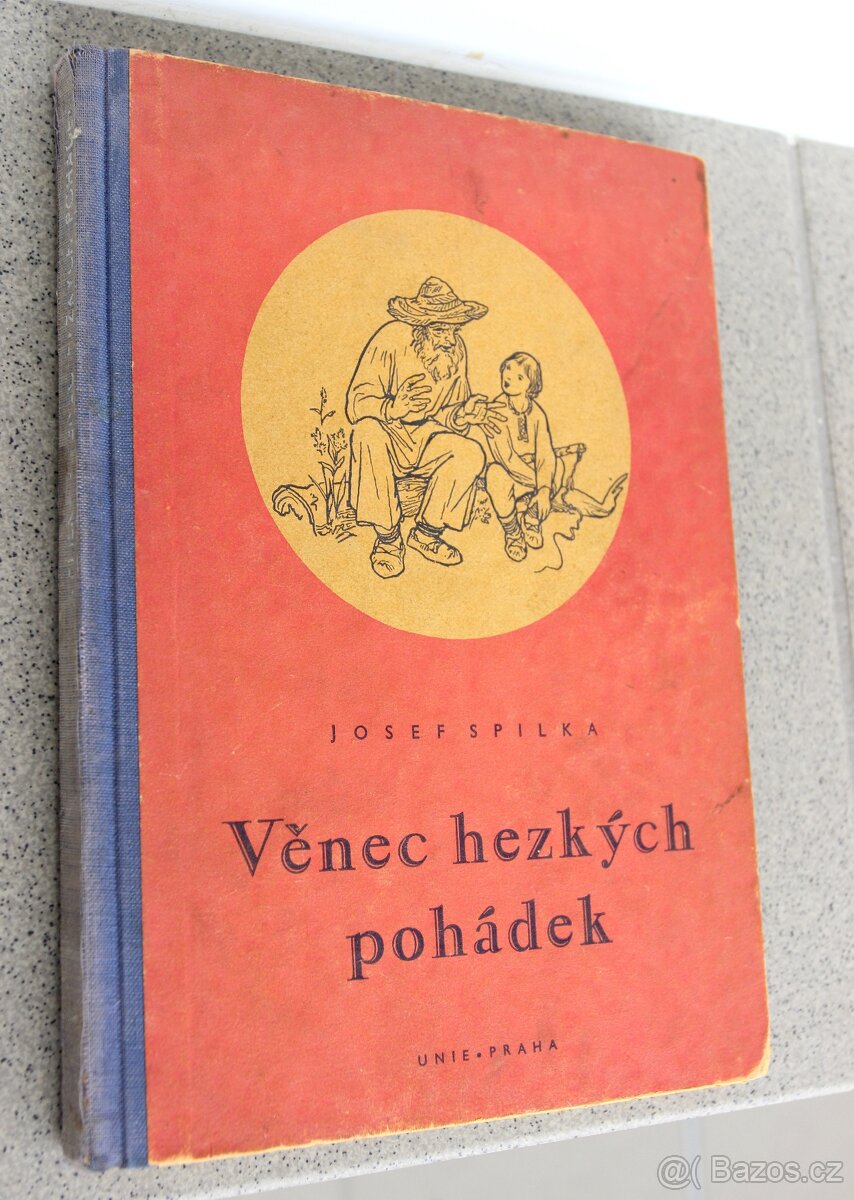 JOSEF SPILKA
Věnec hezkých
pohádek
UNIE • PRAHA
@( Bazos.cz